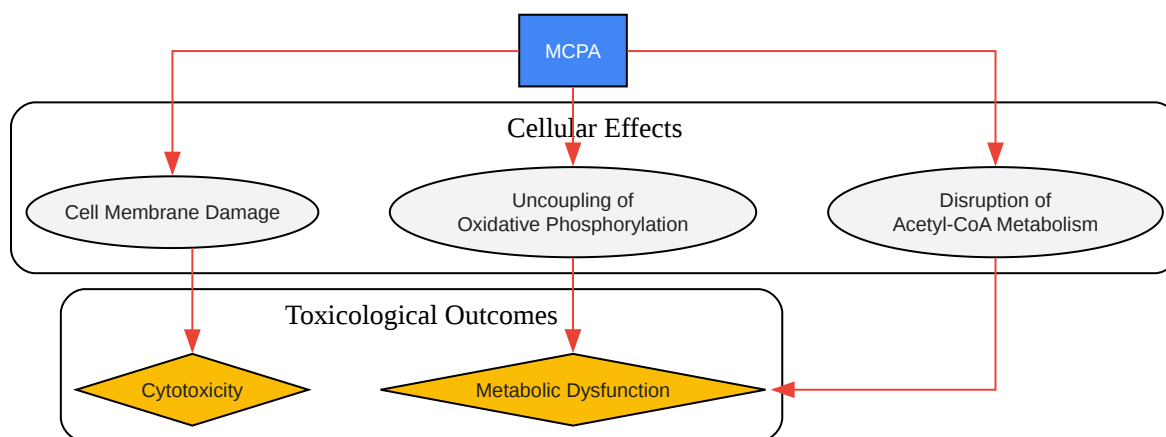 MCPA
Cellular Effects
Cell Membrane Damage
Uncoupling of
Oxidative Phosphorylation
Disruption of
Acetyl-CoA Metabolism
Toxicological Outcomes
Cytotoxicity
Metabolic Dysfunction